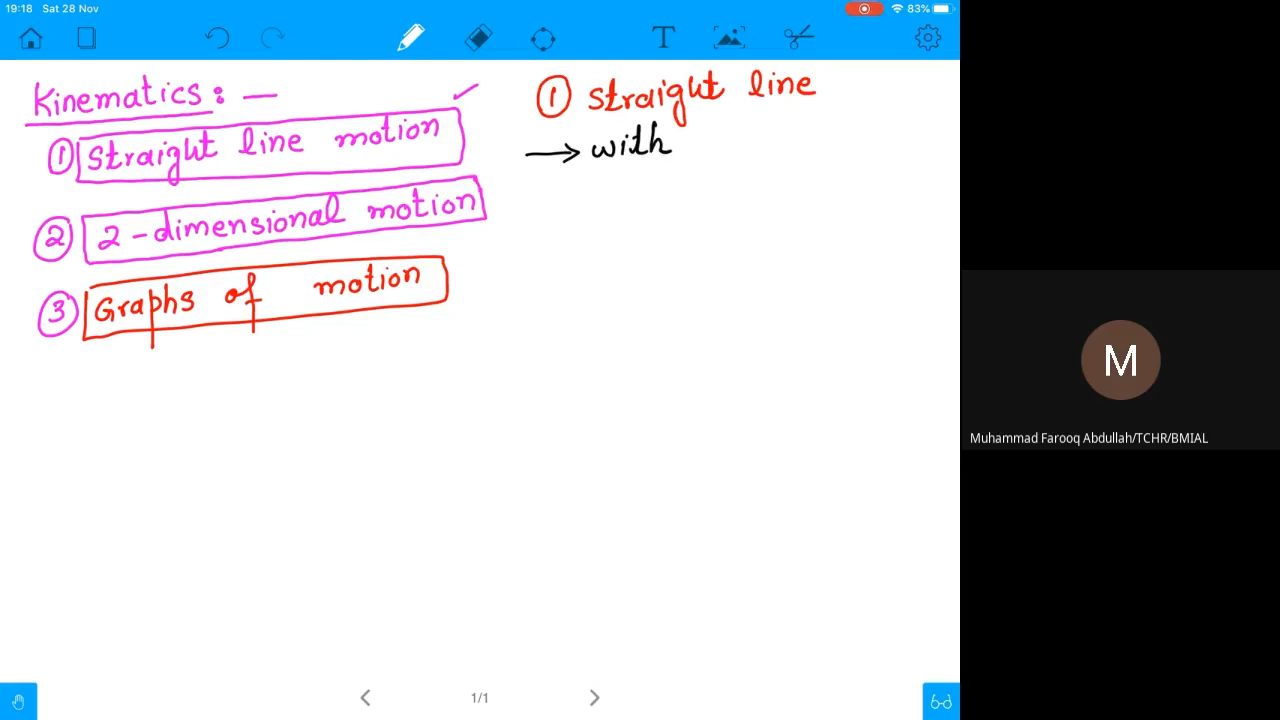 19:18 Sat 28 Nov
83%
T
Kinematics : —
① Straight line motion
② 2-dimensional motion
③ Graphs of motion
① straight line
→ with
M
Muhammad Farooq Abdullah/TCHR/BMIAL
1/1